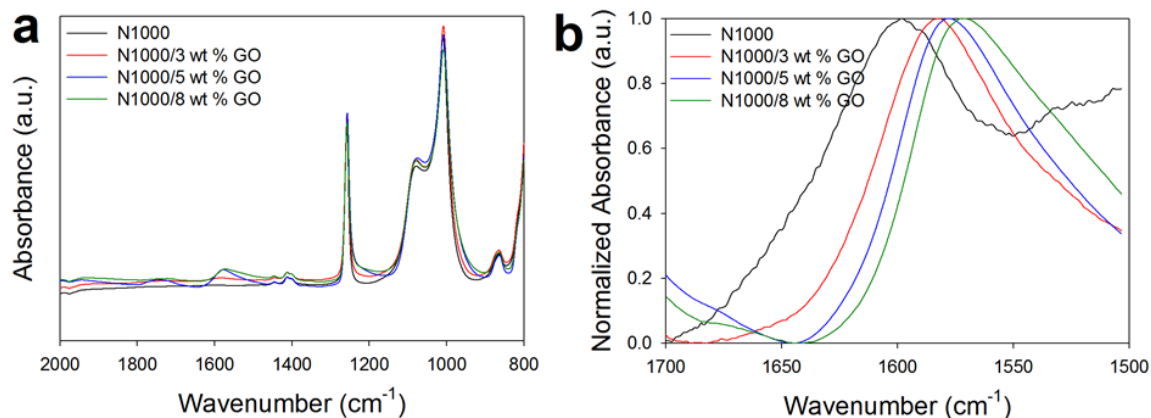 a
N1000
N1000/3 wt % GO
N1000/5 wt % GO
N1000/8 wt % GO
Absorbance (a.u.)
2000 1800 1600 1400 1200 1000 800
Wavenumber (cm⁻¹)
b
N1000
N1000/3 wt % GO
N1000/5 wt % GO
N1000/8 wt % GO
Normalized Absorbance (a.u.)
1.0
0.8
0.6
0.4
0.2
0.0
1700 1650 1600 1550 1500
Wavenumber (cm⁻¹)